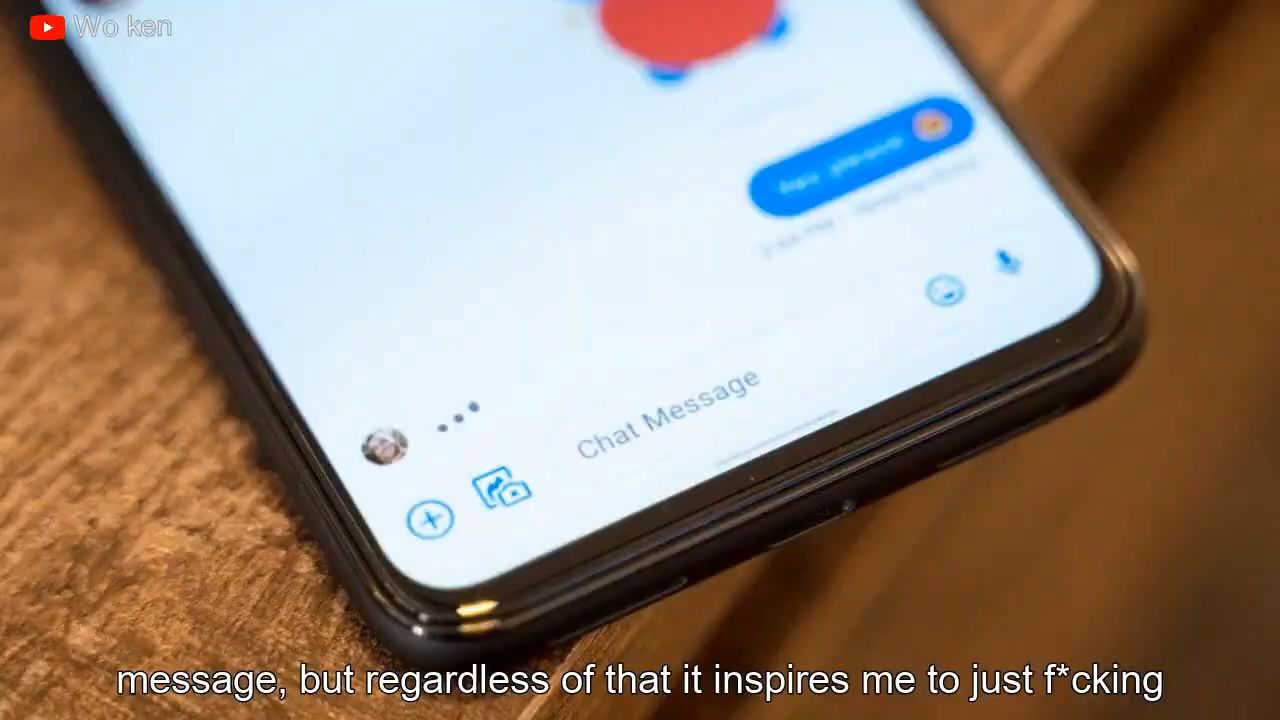 Wo ken
Chat Message
message, but regardless of that it inspires me to just f*cking